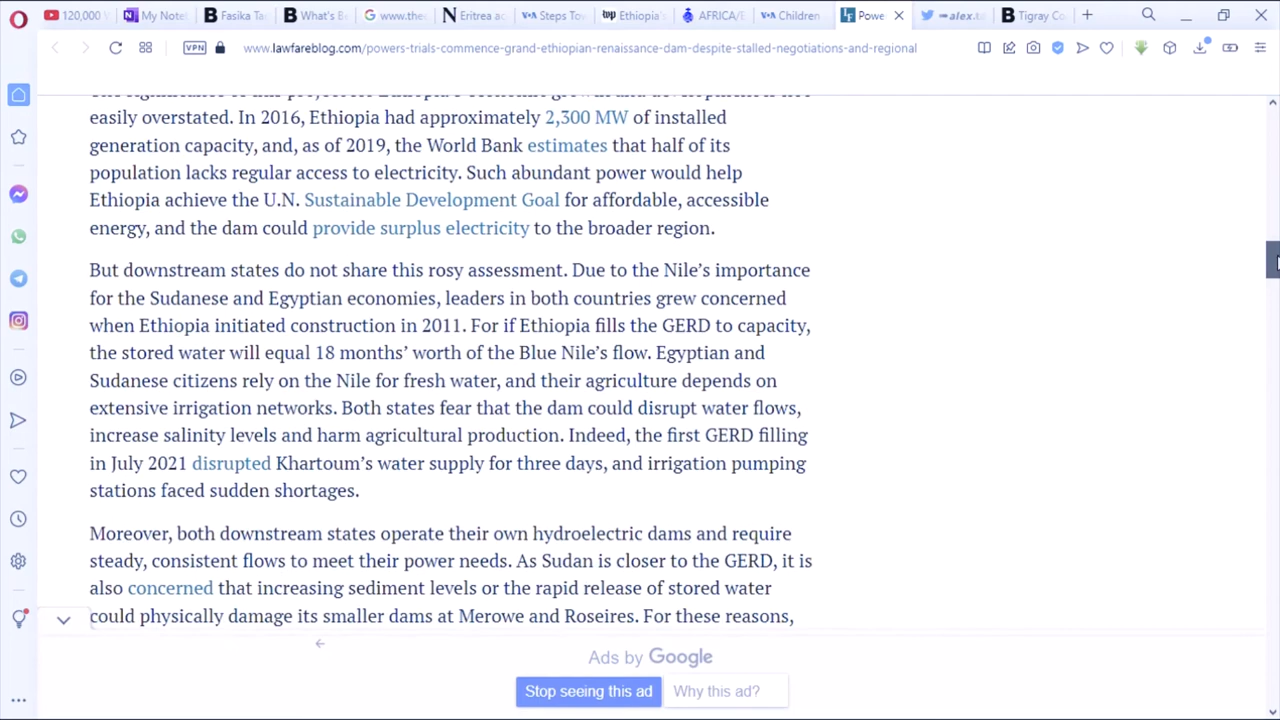 120,000
My Note
Fasika Ta
What's B
www.the
Eritrea a
Steps To
Ethiopia's
AFRICA/E
Children
Powe
alex.t
Tigray C
VPN
www.lawfareblog.com/powers-trials-commence-grand-ethiopian-renaissance-dam-despite-stalled-negotiations-and-regional
easily overstated. In 2016, Ethiopia had approximately 2,300 MW of installed
generation capacity, and, as of 2019, the World Bank estimates that half of its
population lacks regular access to electricity. Such abundant power would help
Ethiopia achieve the U.N. Sustainable Development Goal for affordable, accessible
energy, and the dam could provide surplus electricity to the broader region.
But downstream states do not share this rosy assessment. Due to the Nile's importance
for the Sudanese and Egyptian economies, leaders in both countries grew concerned
when Ethiopia initiated construction in 2011. For if Ethiopia fills the GERD to capacity,
the stored water will equal 18 months' worth of the Blue Nile's flow. Egyptian and
Sudanese citizens rely on the Nile for fresh water, and their agriculture depends on
extensive irrigation networks. Both states fear that the dam could disrupt water flows,
increase salinity levels and harm agricultural production. Indeed, the first GERD filling
in July 2021 disrupted Khartoum's water supply for three days, and irrigation pumping
stations faced sudden shortages.
Moreover, both downstream states operate their own hydroelectric dams and require
steady, consistent flows to meet their power needs. As Sudan is closer to the GERD, it is
also concerned that increasing sediment levels or the rapid release of stored water
could physically damage its smaller dams at Merowe and Roseires. For these reasons,
Ads by Google
Stop seeing this ad
Why this ad?